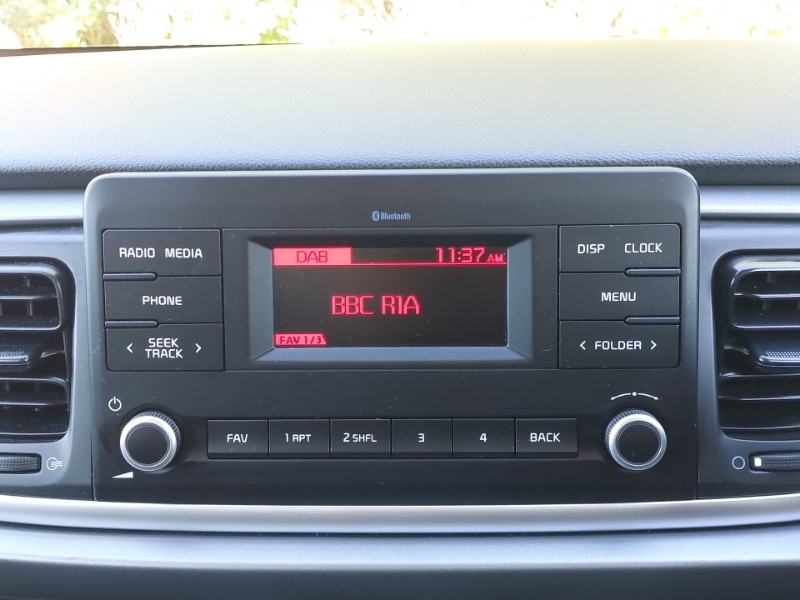 Bluetooth
RADIO MEDIA
PHONE
< SEEK >
TRACK
DAB 11:37 AM
BBC R1A
FAV 1/3
DISP CLOCK
MENU
< FOLDER >
FAV
1 RPT
2 SHFL
3
4
BACK